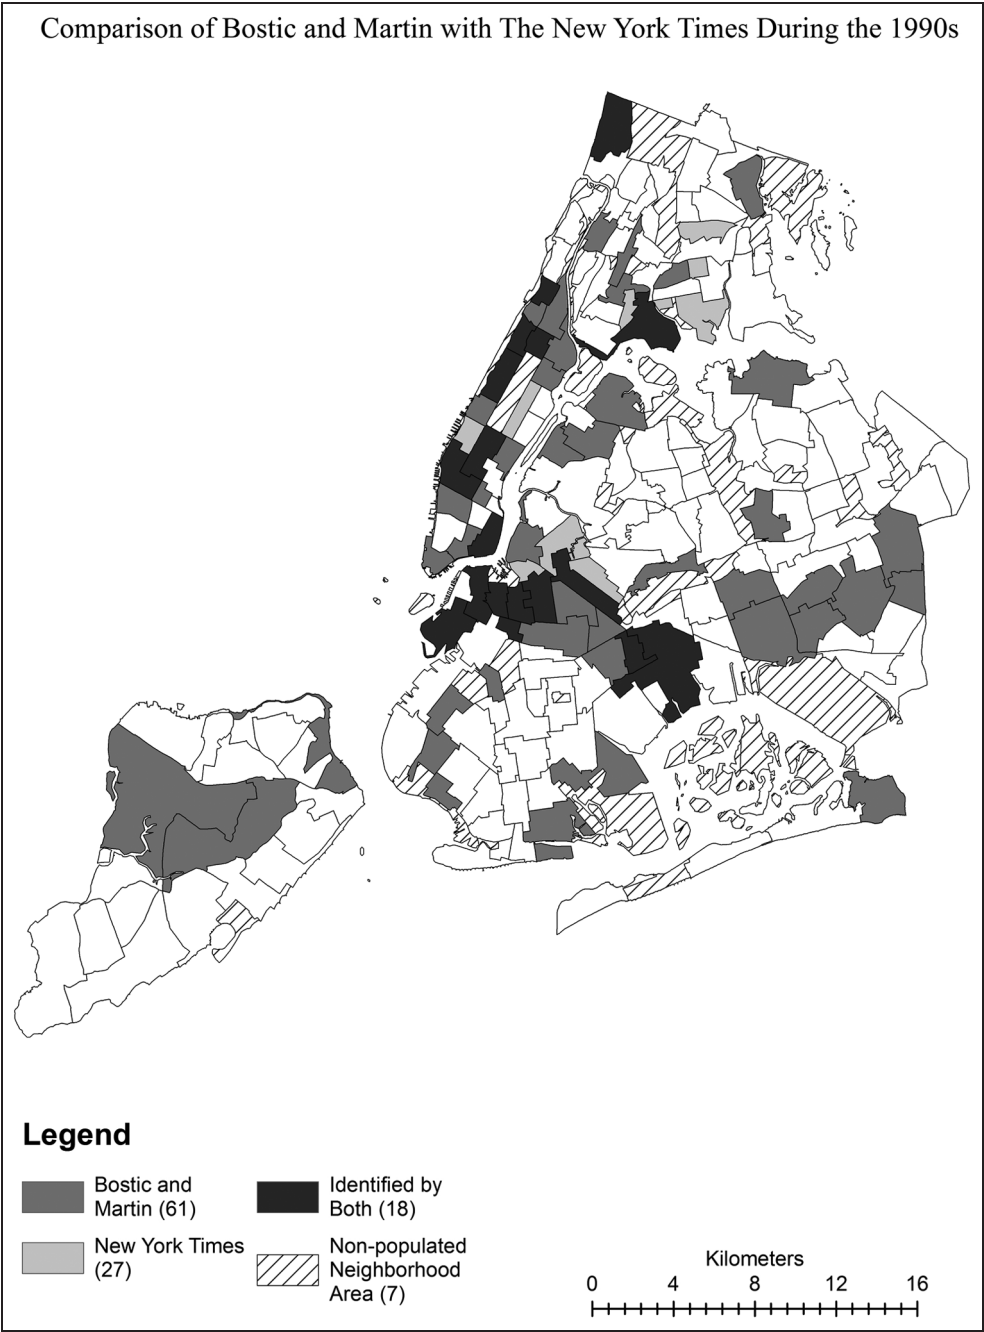 Comparison of Bostic and Martin with The New York Times During the 1990s
Legend
Bostic and
Martin (61)
Identified by
Both (18)
New York Times
(27)
Non-populated
Neighborhood
Area (7)
Kilometers
0 4 8 12 16